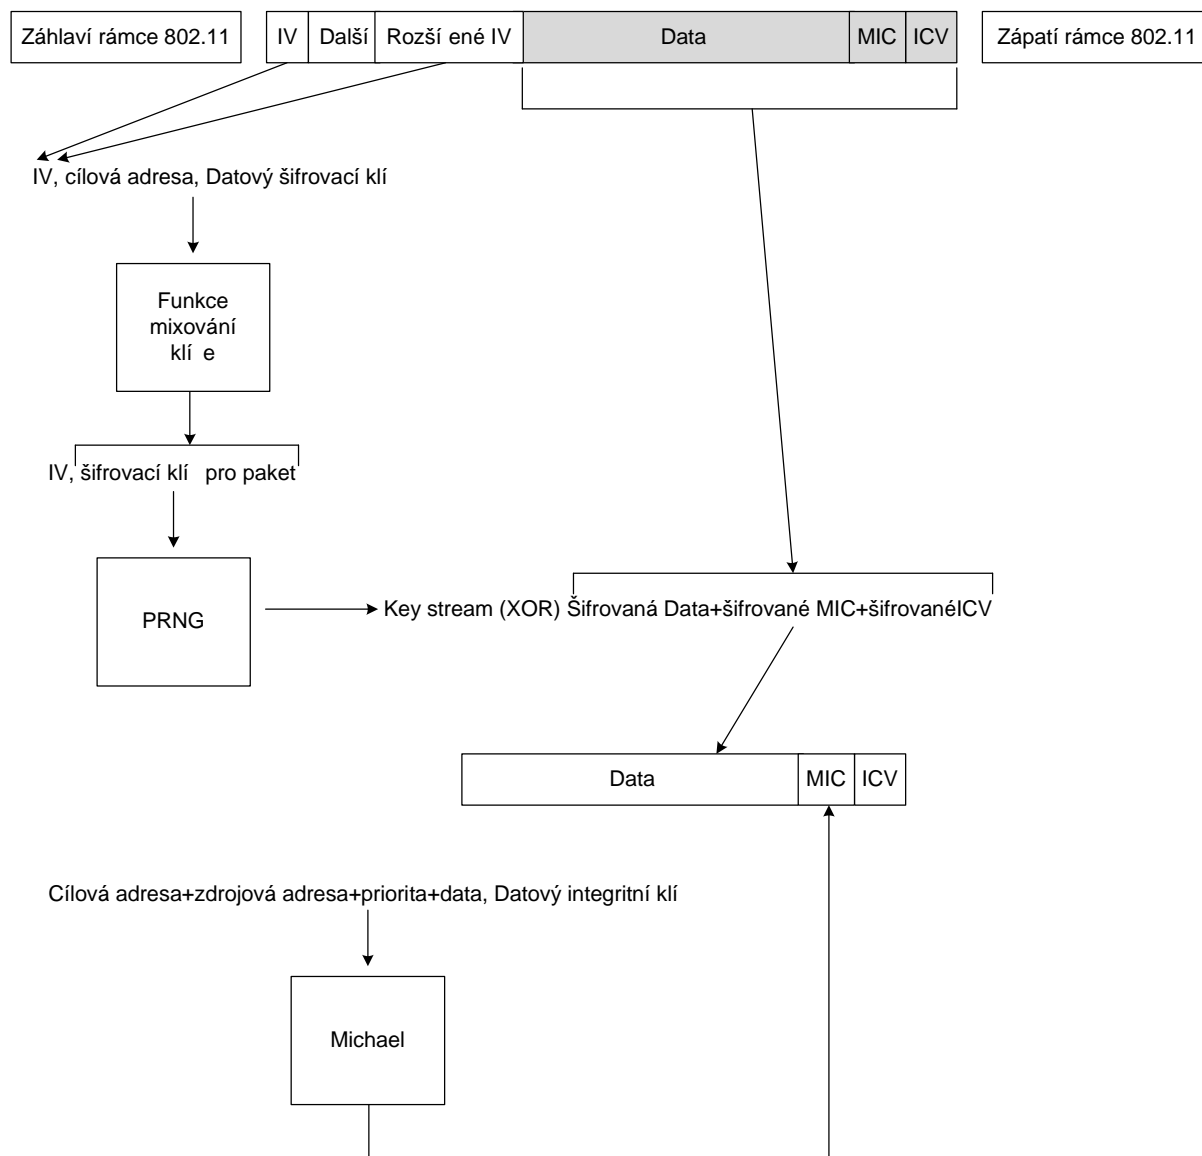 Záhlaví rámce 802.11 IV Další Rozší ené IV Data MIC ICV Zápatí rámce 802.11
IV, cílová adresa, Datový šifrovací klí
Funkce
mixování
klí e
IV, šifrovací klí pro paket
PRNG
Key stream (XOR) Šifrovaná Data+šifrované MIC+šifrovanéICV
Data MIC ICV
Cílová adresa+zdrojová adresa+priorita+data, Datový integritní klí
Michael